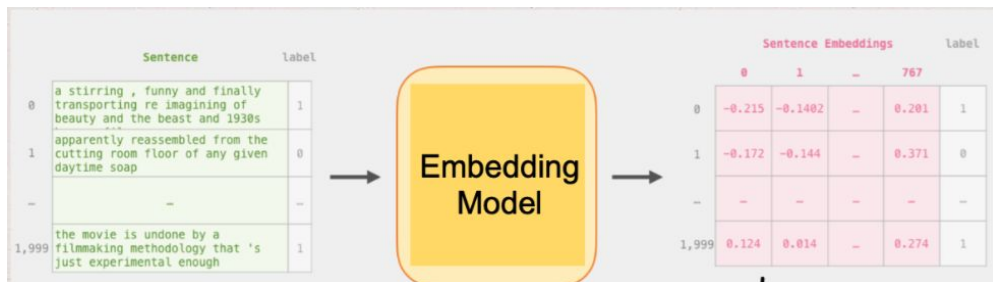 Sentence label
0 a stirring , funny and finally
transporting re imagining of
beauty and the beast and 1930s
1
1 apparently reassembled from the
cutting room floor of any given
daytime soap
0
– – –
1,999 the movie is undone by a
filmmaking methodology that 's
just experimental enough
1
Embedding
Model
Sentence Embeddings label
0 1 … 767
0 -0.215 -0.1402 … 0.201 1
1 -0.172 -0.144 … 0.371 0
… … … … … …
1,999 0.124 0.014 … 0.274 1